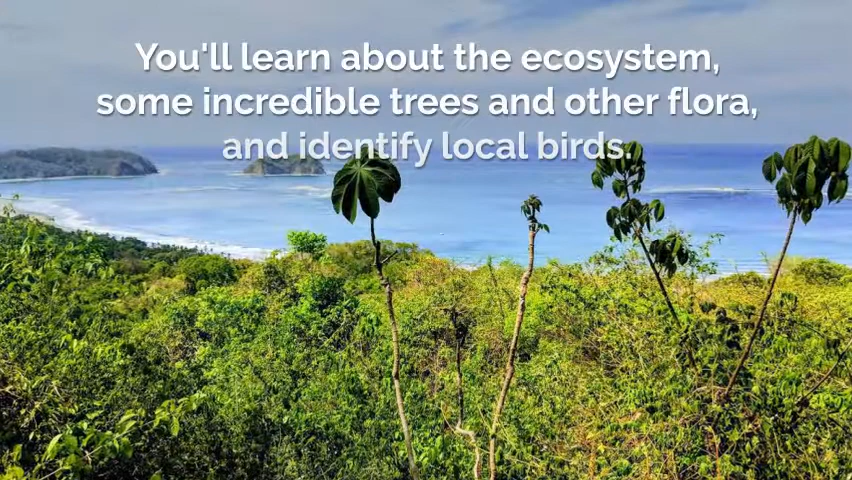 You'll learn about the ecosystem,
some incredible trees and other flora,
and identify local birds.